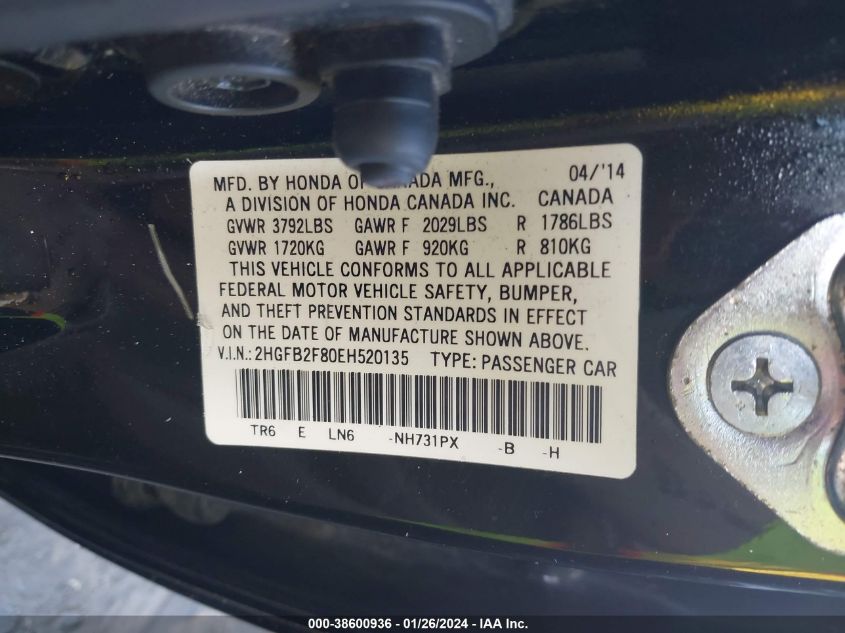 MFD. BY HONDA OF CANADA MFG., 04/'14
A DIVISION OF HONDA CANADA INC. CANADA
GVWR 3792LBS GAWR F 2029LBS R 1786LBS
GVWR 1720KG GAWR F 920KG R 810KG
THIS VEHICLE CONFORMS TO ALL APPLICABLE
FEDERAL MOTOR VEHICLE SAFETY, BUMPER,
AND THEFT PREVENTION STANDARDS IN EFFECT
ON THE DATE OF MANUFACTURE SHOWN ABOVE.
V.I.N.: 2HGFB2F80EH520135 TYPE: PASSENGER CAR
TR6 E LN6 -NH731PX -B -H
000-38600936 - 01/26/2024 - IAA Inc.